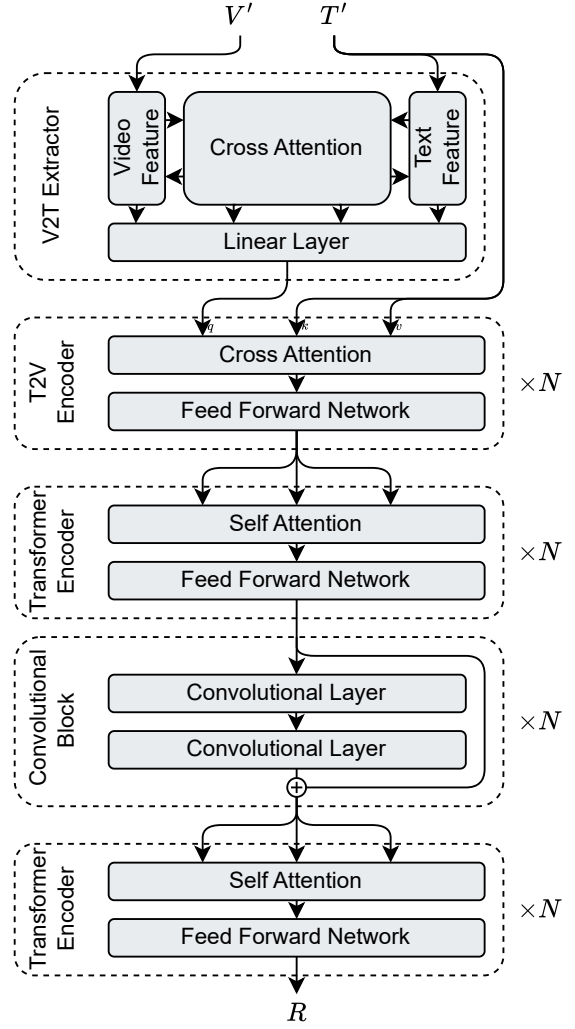 V′ T′
V2T Extractor
Video
Feature
Cross Attention
Text
Feature
Linear Layer
q k v
T2V
Encoder
Cross Attention
Feed Forward Network
×N
Transformer
Encoder
Self Attention
Feed Forward Network
×N
Convolutional
Block
Convolutional Layer
Convolutional Layer
×N
Transformer
Encoder
Self Attention
Feed Forward Network
×N
R